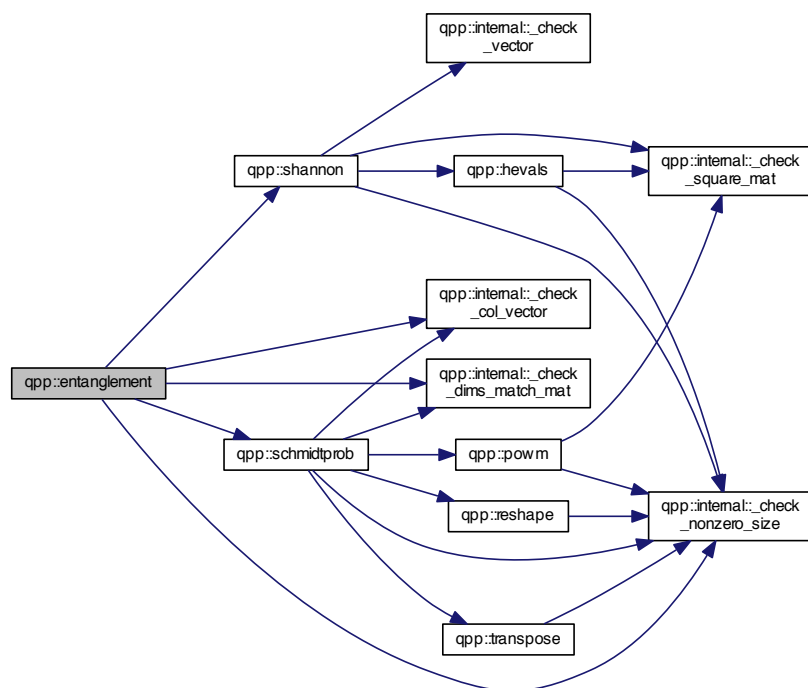 qpp::internal::_check
_vector
qpp::shannon
qpp::hevals
qpp::internal::_check
_square_mat
qpp::internal::_check
_col_vector
qpp::entanglement
qpp::internal::_check
_dims_match_mat
qpp::schmidtprob
qpp::powm
qpp::reshape
qpp::internal::_check
_nonzero_size
qpp::transpose